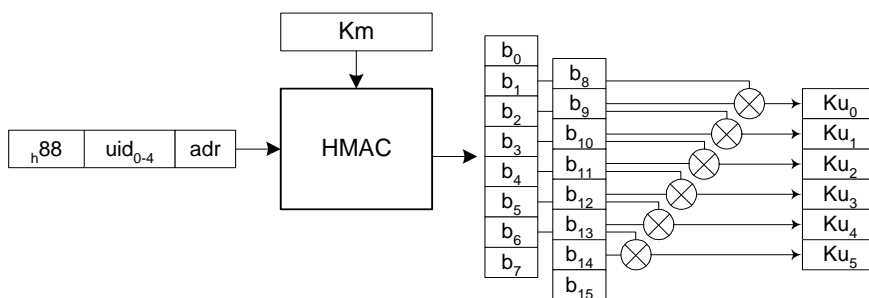 Km
HMAC
ₕ88 uid₀₋₄ adr
b₀
b₁
b₂
b₃
b₄
b₅
b₆
b₇
b₈
b₉
b₁₀
b₁₁
b₁₂
b₁₃
b₁₄
b₁₅
Ku₀
Ku₁
Ku₂
Ku₃
Ku₄
Ku₅